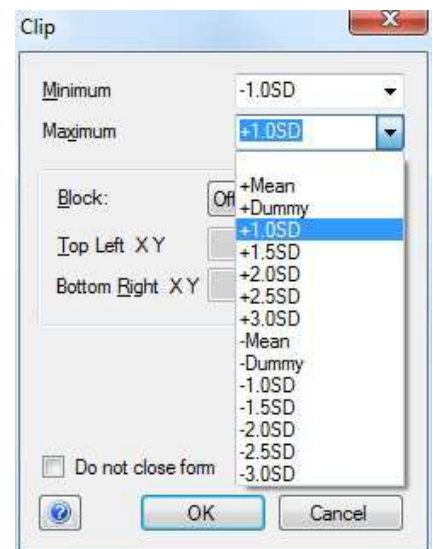 Clip
Minimum -1.0SD
Maximum +1.0SD
+Mean
+Dummy
+1.0SD
+1.5SD
+2.0SD
+2.5SD
+3.0SD
-Mean
-Dummy
-1.0SD
-1.5SD
-2.0SD
-2.5SD
-3.0SD
Block: Off
Top Left X Y
Bottom Right X Y
Do not close form
OK Cancel